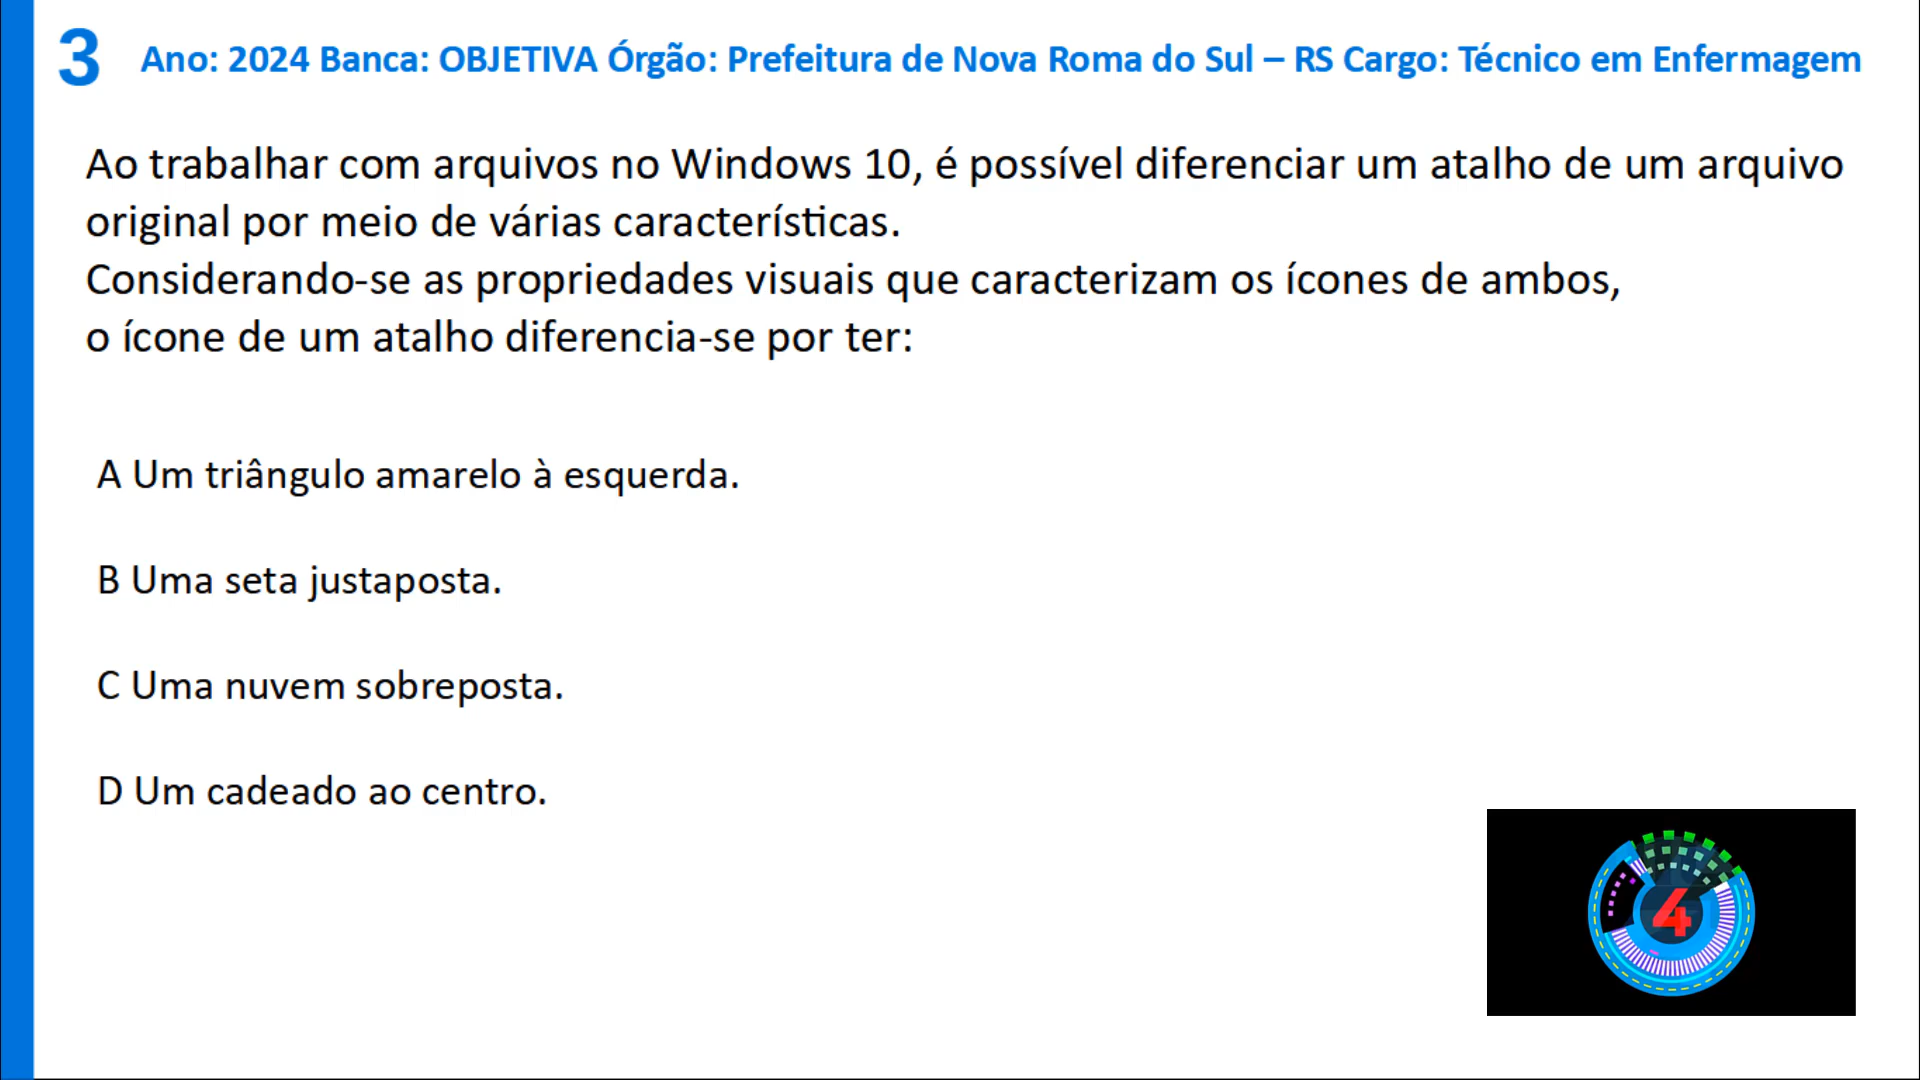 3 Ano: 2024 Banca: OBJETIVA Órgão: Prefeitura de Nova Roma do Sul – RS Cargo: Técnico em Enfermagem
Ao trabalhar com arquivos no Windows 10, é possível diferenciar um atalho de um arquivo
original por meio de várias características.
Considerando-se as propriedades visuais que caracterizam os ícones de ambos,
o ícone de um atalho diferencia-se por ter:
A Um triângulo amarelo à esquerda.
B Uma seta justaposta.
C Uma nuvem sobreposta.
D Um cadeado ao centro.
4